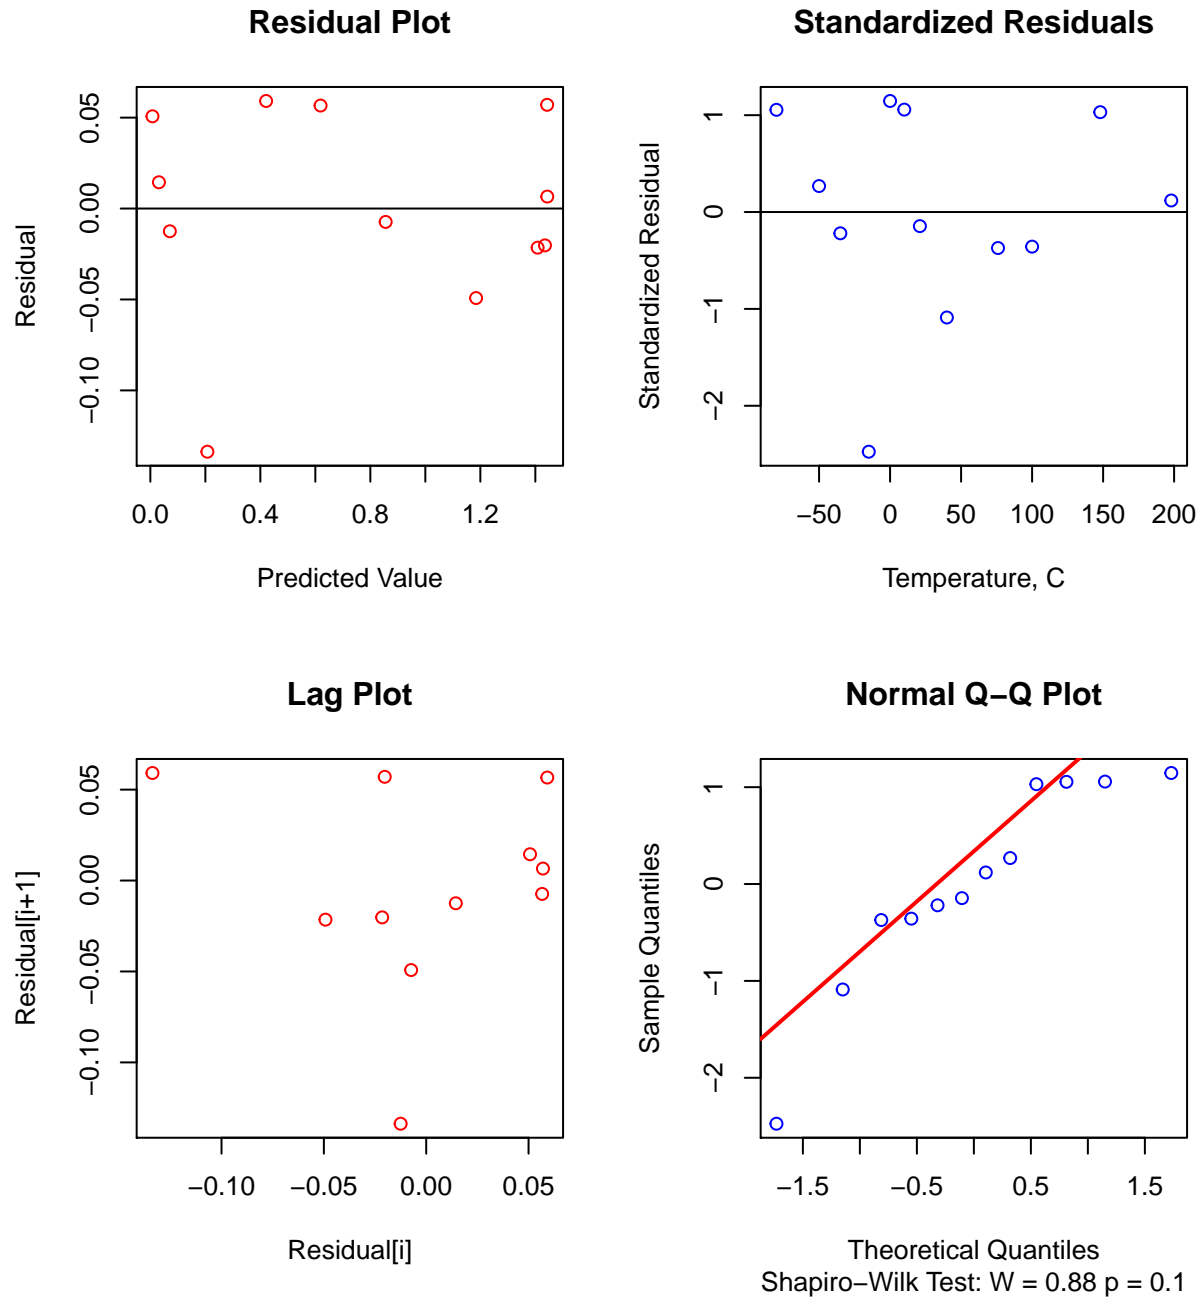 Residual Plot
Residual
0.05
0.00
−0.05
−0.10
0.0 0.4 0.8 1.2
Predicted Value
Standardized Residuals
Standardized Residual
1
0
−1
−2
−50 0 50 100 150 200
Temperature, C
Lag Plot
Residual[i+1]
0.05
0.00
−0.05
−0.10
−0.10 −0.05 0.00 0.05
Residual[i]
Normal Q−Q Plot
Sample Quantiles
1
0
−1
−2
−1.5 −0.5 0.5 1.5
Theoretical Quantiles
Shapiro−Wilk Test: W = 0.88 p = 0.1